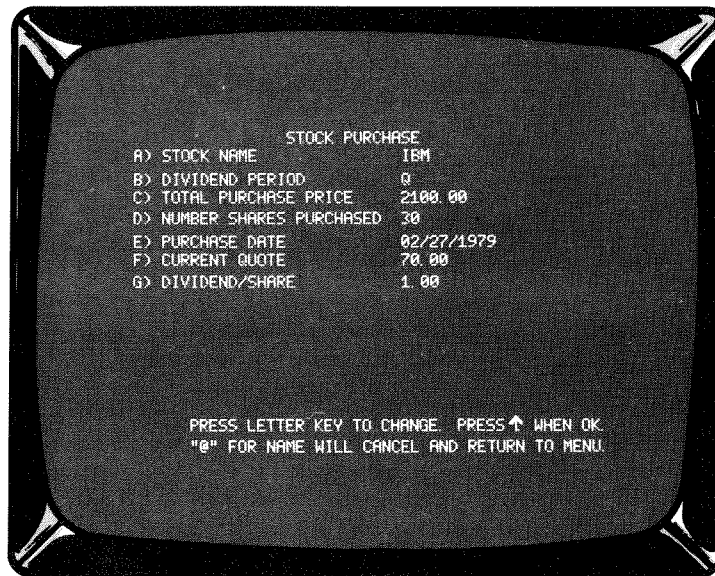 STOCK PURCHASE
A) STOCK NAME IBM
B) DIVIDEND PERIOD Q
C) TOTAL PURCHASE PRICE 2100.00
D) NUMBER SHARES PURCHASED 30
E) PURCHASE DATE 02/27/1979
F) CURRENT QUOTE 70.00
G) DIVIDEND/SHARE 1.00
PRESS LETTER KEY TO CHANGE. PRESS ↑ WHEN OK.
"@" FOR NAME WILL CANCEL AND RETURN TO MENU.